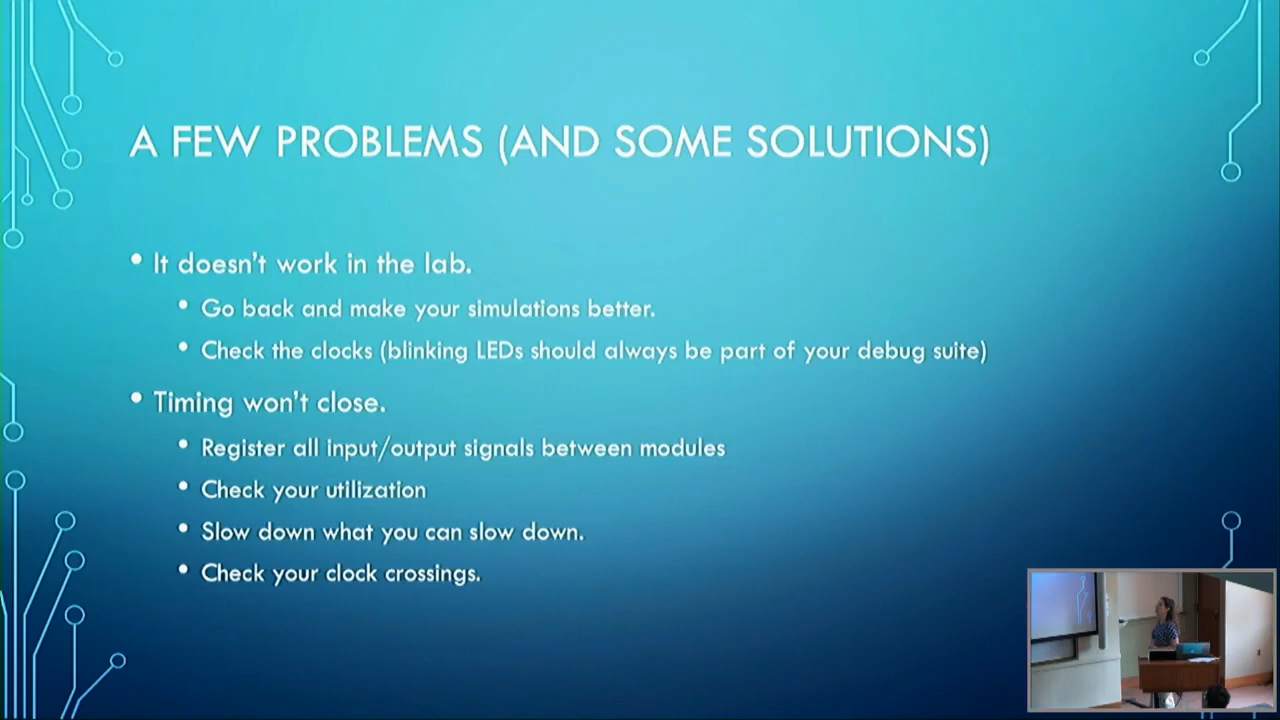 A FEW PROBLEMS (AND SOME SOLUTIONS)
• It doesn't work in the lab.
• Go back and make your simulations better.
• Check the clocks (blinking LEDs should always be part of your debug suite)
• Timing won't close.
• Register all input/output signals between modules
• Check your utilization
• Slow down what you can slow down.
• Check your clock crossings.